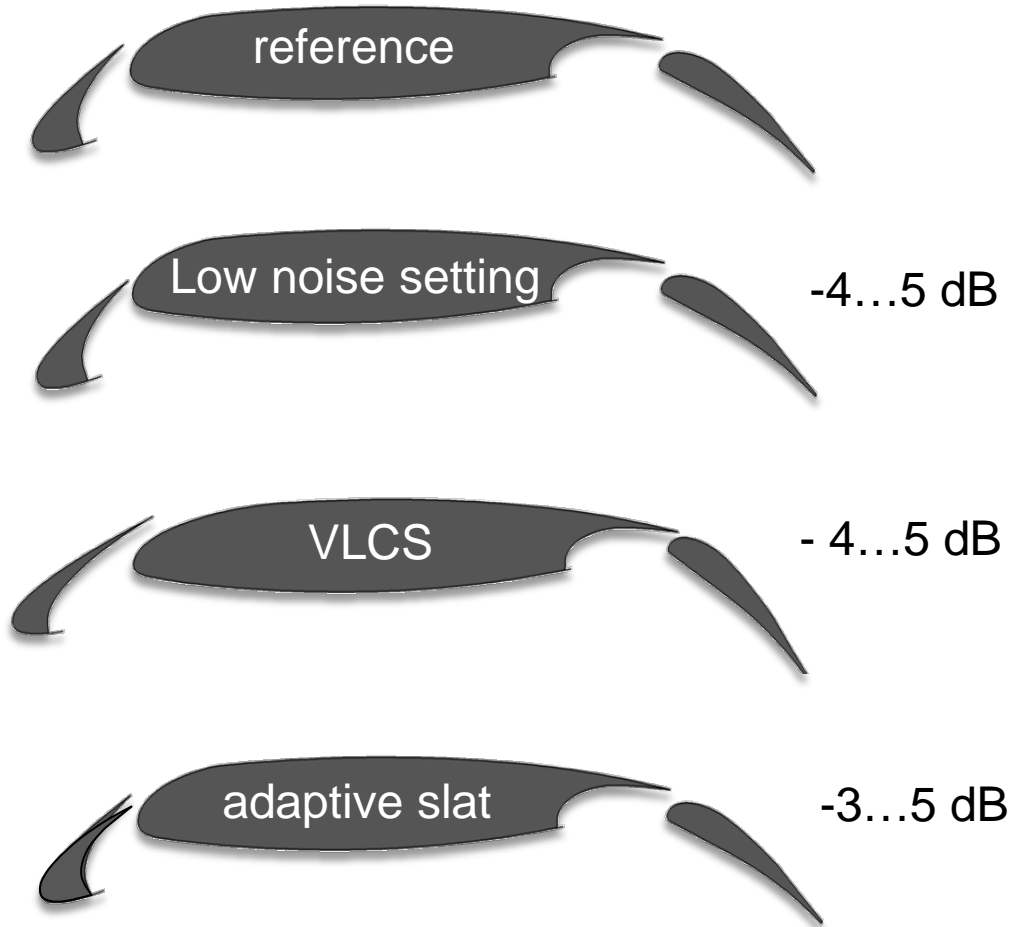 reference
Low noise setting
-4…5 dB
VLCS
- 4…5 dB
adaptive slat
-3…5 dB